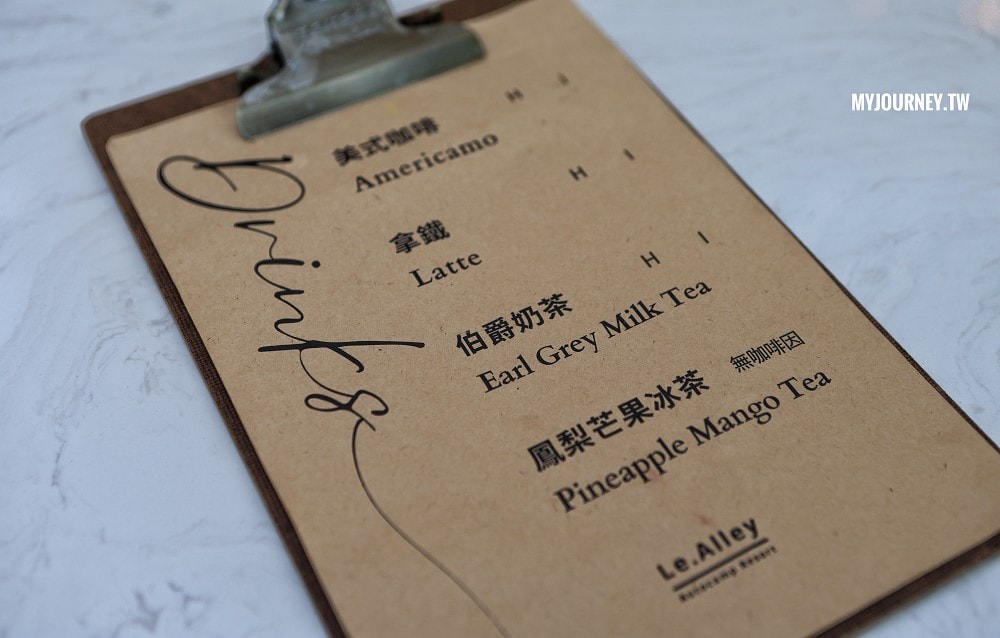 MYJOURNEY.TW
Drinks
美式咖啡 H I
Americamo
拿鐵 H I
Latte
伯爵奶茶 H I
Earl Grey Milk Tea
鳳梨芒果冰茶 無咖啡因
Pineapple Mango Tea
Le.Alley
Resort